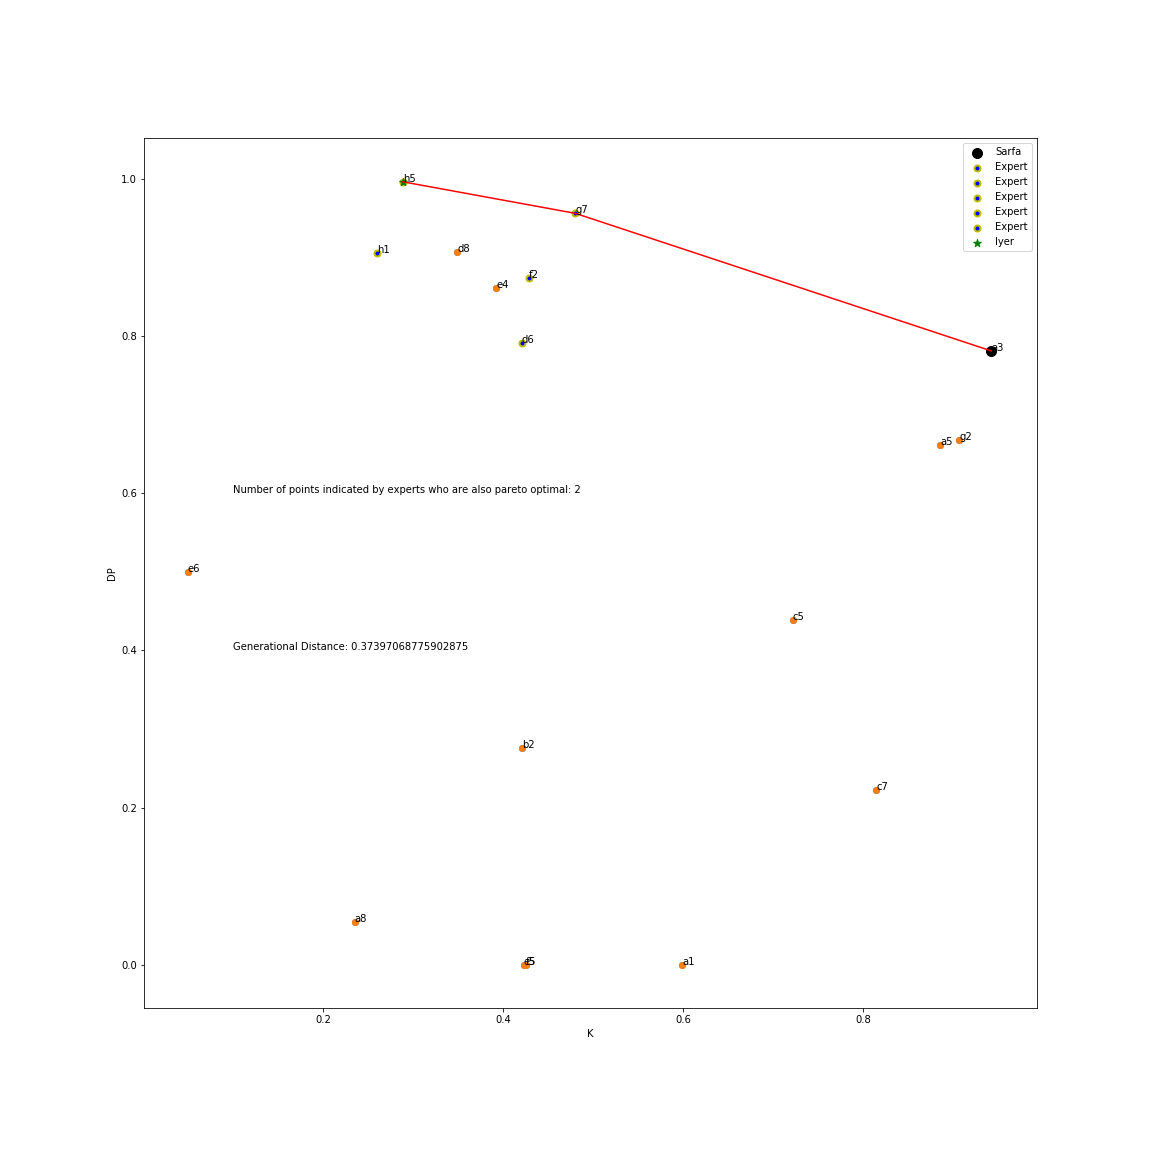 Sarfa
Expert
Expert
Expert
Expert
Expert
Iyer
1.0
h5
g7
h1
d8
f2
e4
0.8
d6
a5
g2
0.6
Number of points indicated by experts who are also pareto optimal: 2
DP
e6
c5
0.4
Generational Distance: 0.37397068775902875
b2
0.2
c7
a8
0.0
a1
0.2
0.4
0.6
0.8
K